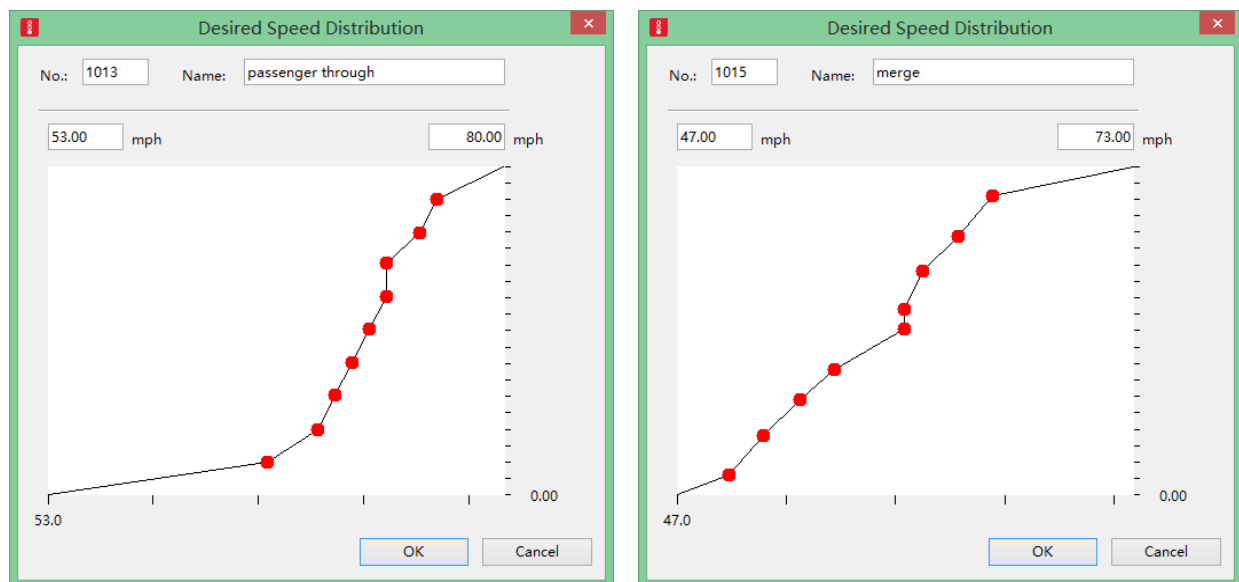 Desired Speed Distribution
No.: 1013 Name: passenger through
53.00 mph 80.00 mph
0.00
53.0
OK Cancel
Desired Speed Distribution
No.: 1015 Name: merge
47.00 mph 73.00 mph
0.00
47.0
OK Cancel